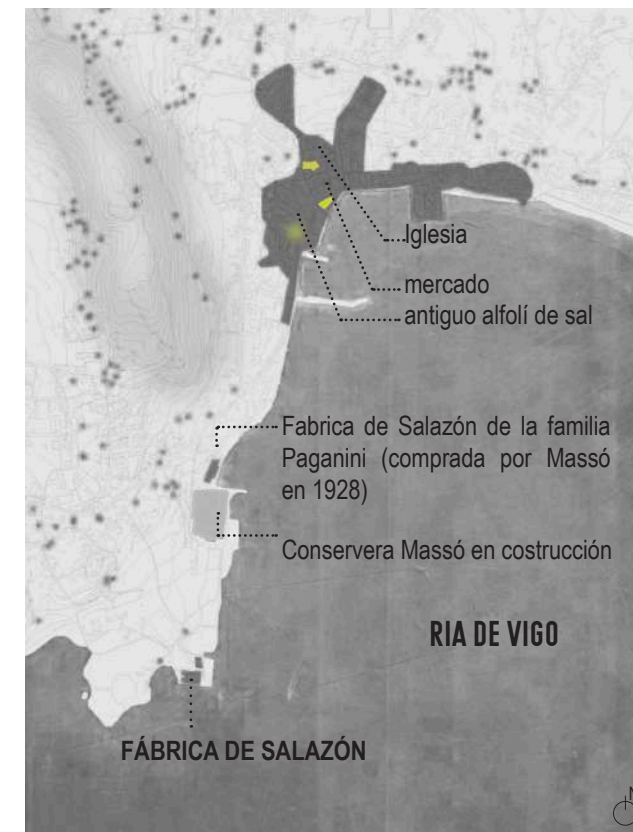 Iglesia
mercado
antiguo alfolí de sal
Fabrica de Salazón de la familia
Paganini (comprada por Massó
en 1928)
Conservera Massó en costrucción
RIA DE VIGO
FÁBRICA DE SALAZÓN
N